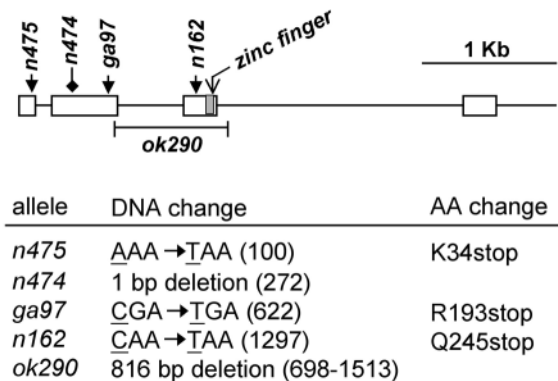 n475 n474 ga97 n162 zinc finger 1 Kb
ok290
allele DNA change AA change
n475 AAA → TAA (100) K34stop
n474 1 bp deletion (272)
ga97 CGA → TGA (622) R193stop
n162 CAA → TAA (1297) Q245stop
ok290 816 bp deletion (698-1513)